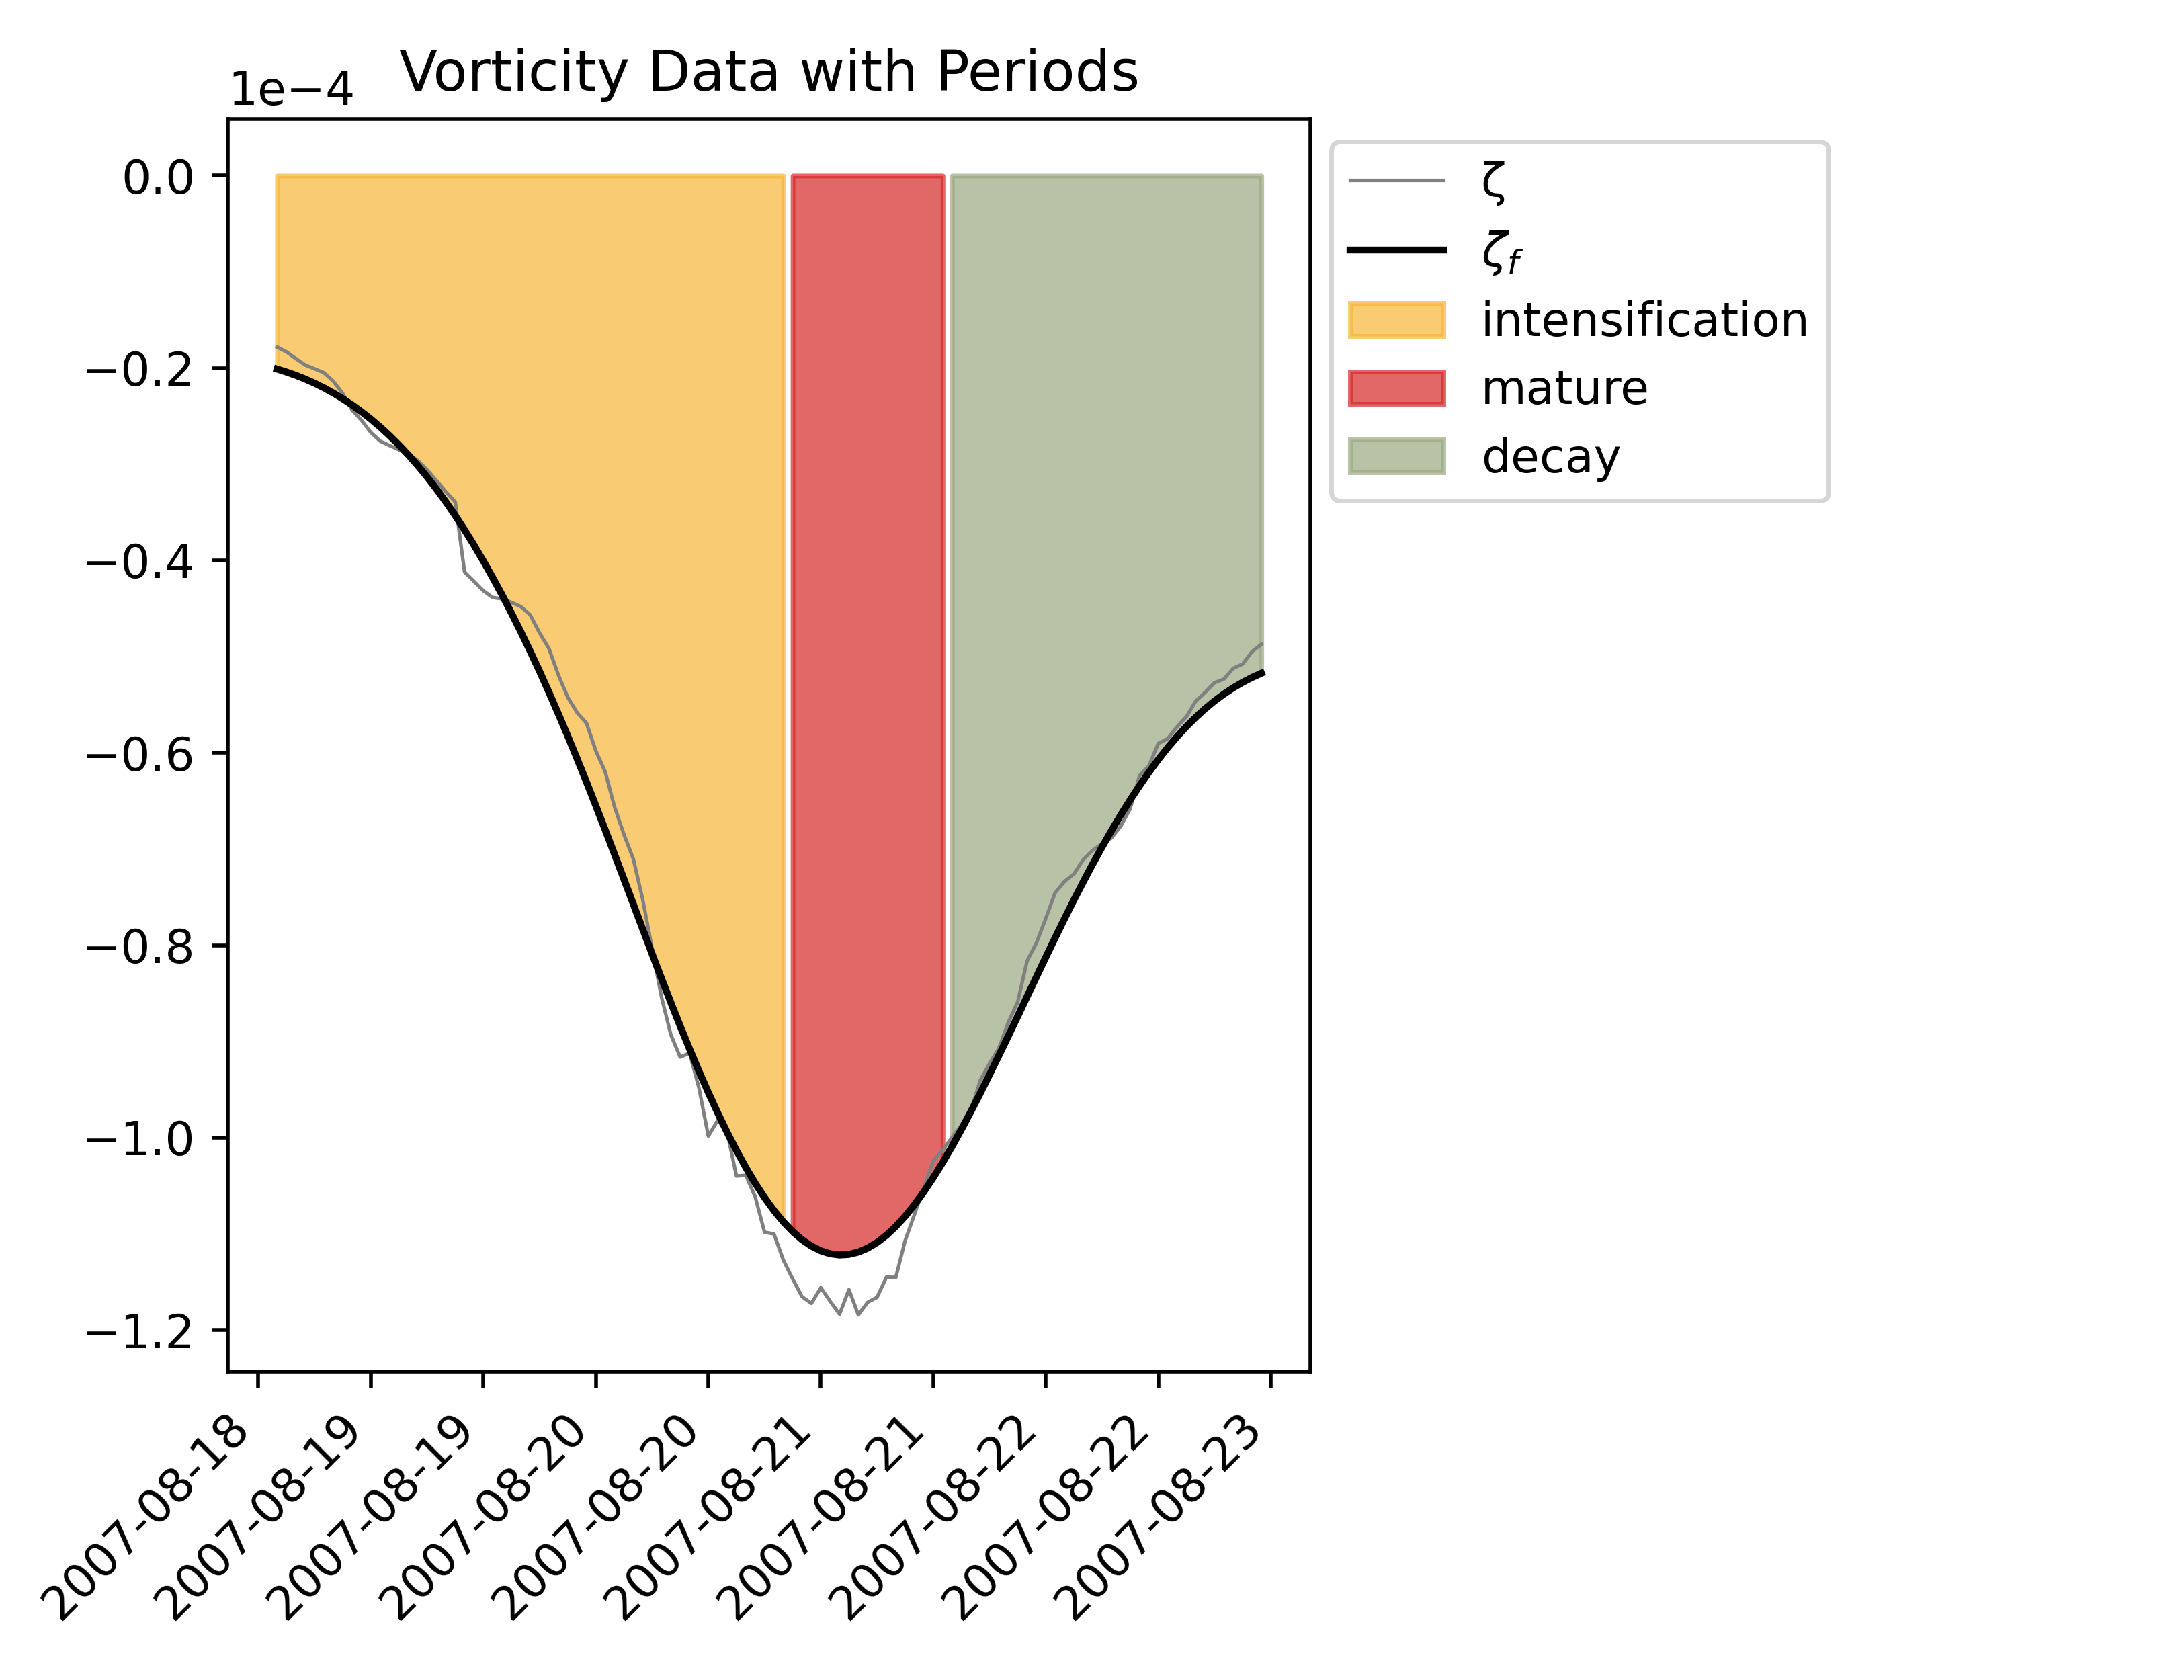 Vorticity Data with Periods
1e−4
0.0
−0.2
−0.4
−0.6
−0.8
−1.0
−1.2
2007-08-18
2007-08-19
2007-08-19
2007-08-20
2007-08-20
2007-08-21
2007-08-21
2007-08-22
2007-08-22
2007-08-23
ζ
ζf
intensification
mature
decay